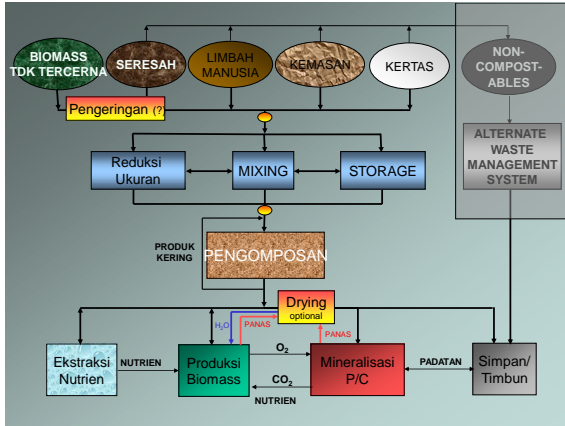 BIOMASS
TDK TERCERNA
SERESAH
LIMBAH
MANUSIA
KEMASAN
KERTAS
NON-
COMPOST-
ABLES
Pengeringan (?)
Reduksi
Ukuran
MIXING
STORAGE
ALTERNATE
WASTE
MANAGEMENT
SYSTEM
PRODUK
KERING
PENGOMPOSAN
Drying
optional
H2O
PANAS
PANAS
Ekstraksi
Nutrien
NUTRIEN
Produksi
Biomass
O2
CO2
NUTRIEN
Mineralisasi
P/C
PADATAN
Simpan/
Timbun